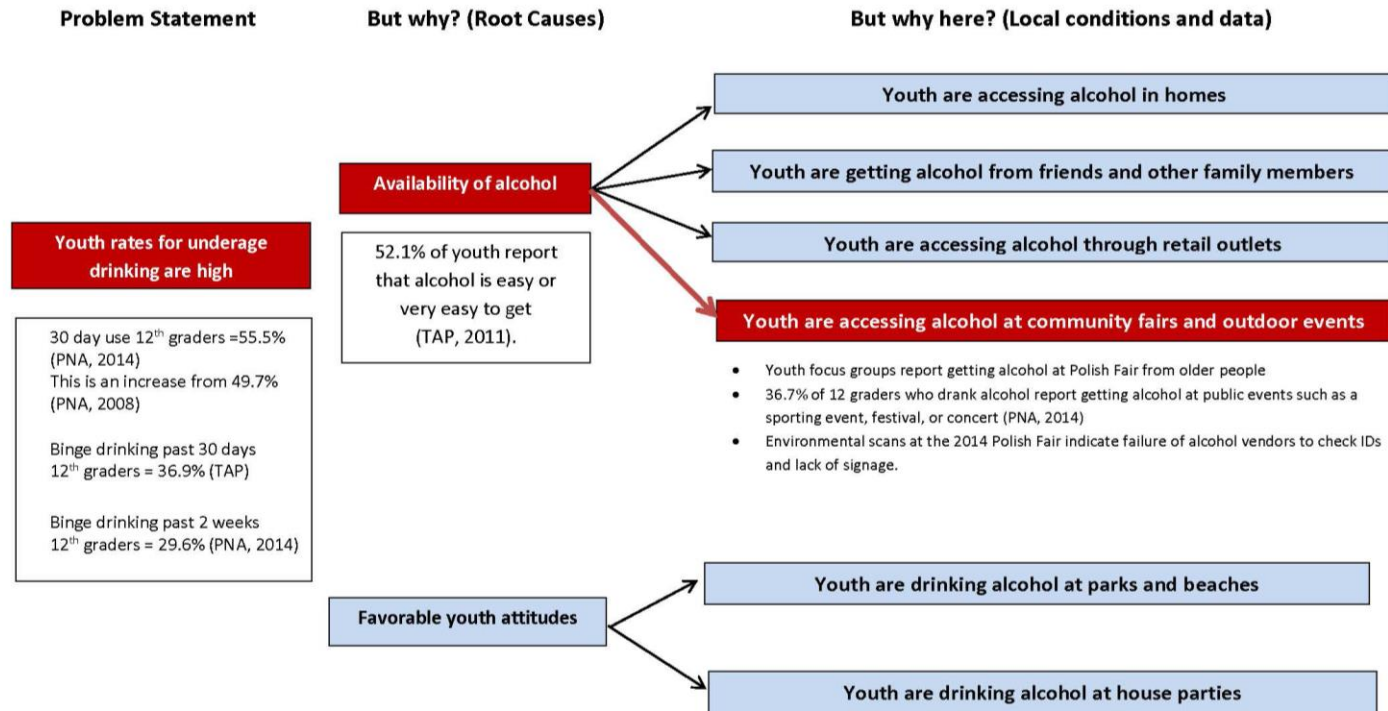 Problem Statement
But why? (Root Causes)
But why here? (Local conditions and data)
Youth rates for underage
drinking are high
30 day use 12th graders =55.5%
(PNA, 2014)
This is an increase from 49.7%
(PNA, 2008)
Binge drinking past 30 days
12th graders = 36.9% (TAP)
Binge drinking past 2 weeks
12th graders = 29.6% (PNA, 2014)
Availability of alcohol
52.1% of youth report
that alcohol is easy or
very easy to get
(TAP, 2011).
Youth are accessing alcohol in homes
Youth are getting alcohol from friends and other family members
Youth are accessing alcohol through retail outlets
Youth are accessing alcohol at community fairs and outdoor events
• Youth focus groups report getting alcohol at Polish Fair from older people
• 36.7% of 12 graders who drank alcohol report getting alcohol at public events such as a
sporting event, festival, or concert (PNA, 2014)
• Environmental scans at the 2014 Polish Fair indicate failure of alcohol vendors to check IDs
and lack of signage.
Favorable youth attitudes
Youth are drinking alcohol at parks and beaches
Youth are drinking alcohol at house parties